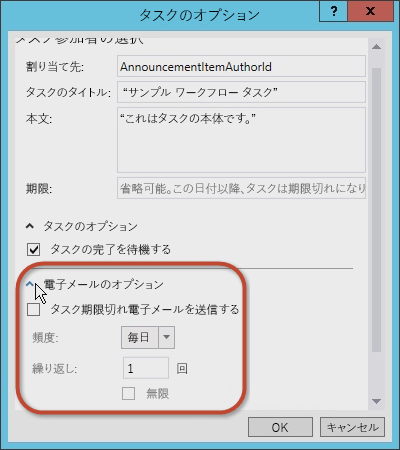 タスクのオプション
?
x
タスク参加者の選択
割り当て先: AnnouncementItemAuthorId
タスクのタイトル: “サンプル ワークフロー タスク”
本文: “これはタスクの本体です。”
期限: 省略可能。この日付以降、タスクは期限切れになり
タスクのオプション
タスクの完了を待機する
電子メールのオプション
タスク期限切れ電子メールを送信する
頻度: 毎日
繰り返し: 1 回
無限
OK キャンセル